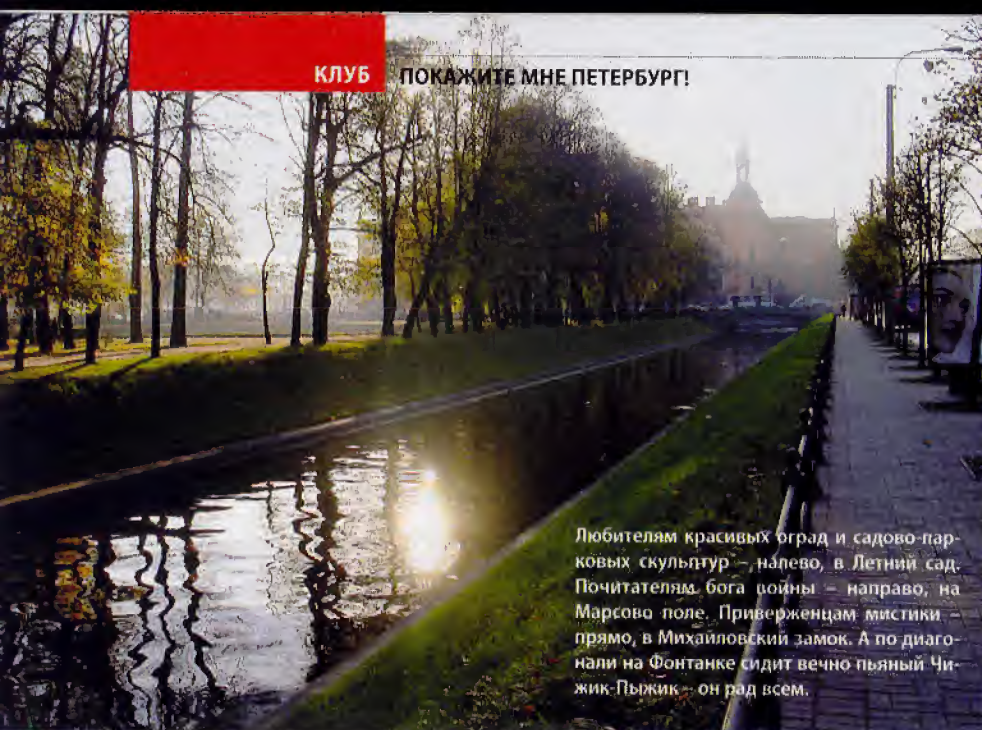 КЛУБ ПОКАЖИТЕ МНЕ ПЕТЕРБУРГ!
Любителям красивых оград и садово-пар-
ковых скульптур – налево, в Летний сад.
Почитателям бога войны – направо, на
Марсово поле. Приверженцам мистики –
прямо, в Михайловский замок. А по диаго-
нали на Фонтанке сидит вечно пьяный Чи-
жик-Пыжик – он рад всем.